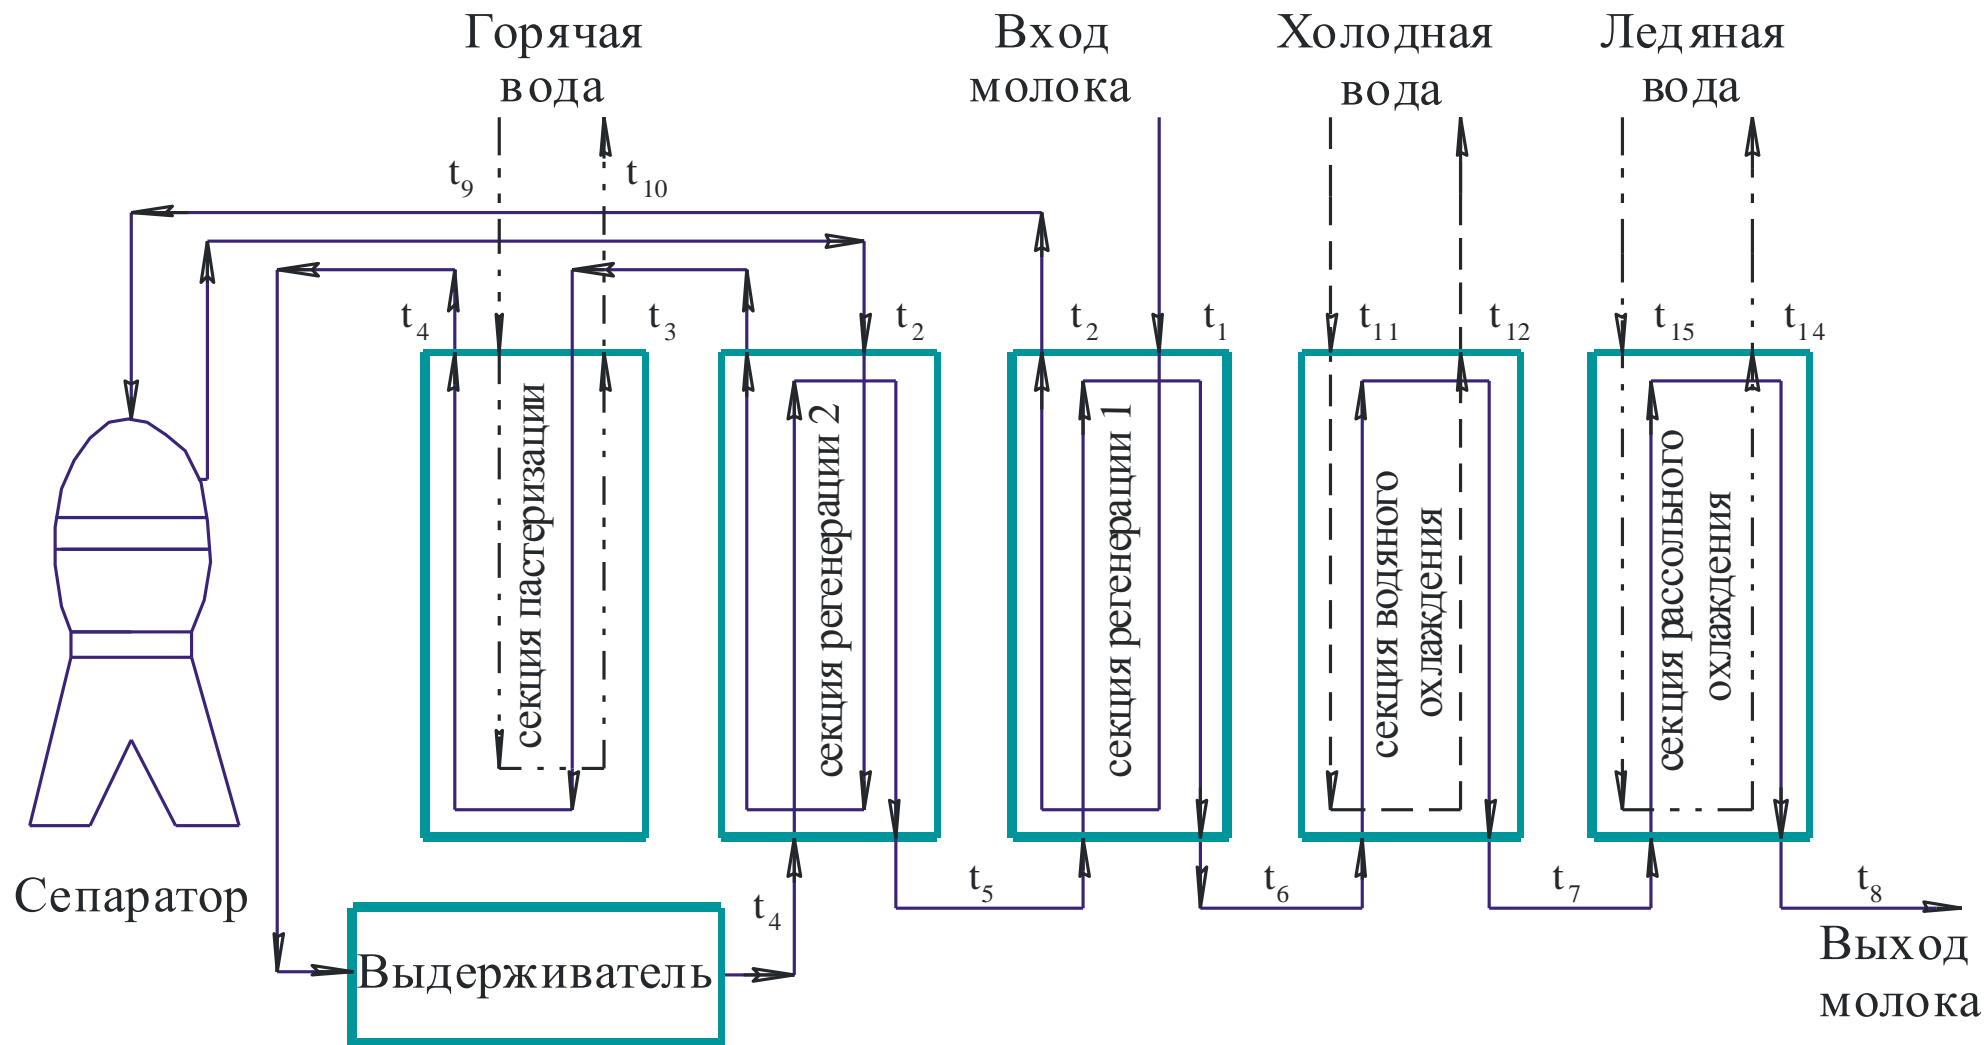 Горячая
вода
Вход
молока
Холодная
вода
Ледяная
вода
t9
t10
t4
t3
t2
t2
t1
t11
t12
t15
t14
секция пастеризации
секция регенерации 2
секция регенерации 1
секция водяного
охлаждения
секция рассольного
охлаждения
Сепаратор
t4
t5
t6
t7
t8
Выдерживатель
Выход
молока